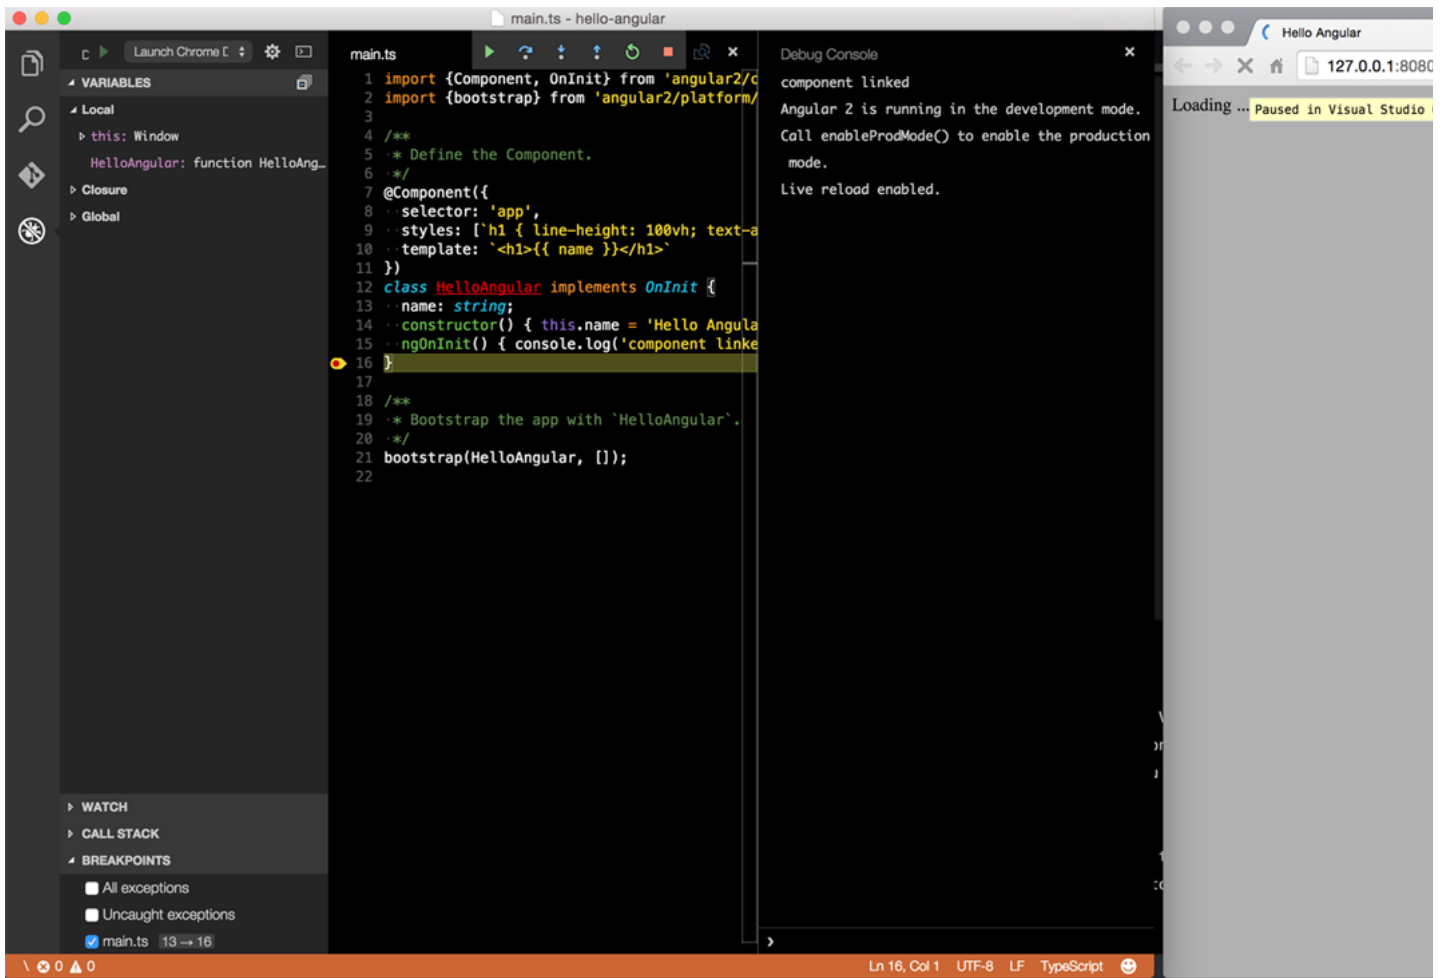 main.ts - hello-angular
Launch Chrome
VARIABLES
Local
this: Window
HelloAngular: function HelloAng...
Closure
Global
WATCH
CALL STACK
BREAKPOINTS
All exceptions
Uncaught exceptions
main.ts 13 → 16
main.ts
1 import {Component, OnInit} from 'angular2/c
2 import {bootstrap} from 'angular2/platform/
3
4 /**
5 * Define the Component.
6 */
7 @Component({
8 selector: 'app',
9 styles: [`h1 { line-height: 100vh; text-a
10 template: `<h1>{{ name }}</h1>`
11 })
12 class HelloAngular implements OnInit {
13 name: string;
14 constructor() { this.name = 'Hello Angula
15 ngOnInit() { console.log('component linke
16 }
17
18 /**
19 * Bootstrap the app with `HelloAngular`.
20 */
21 bootstrap(HelloAngular, []);
22
Debug Console
component linked
Angular 2 is running in the development mode.
Call enableProdMode() to enable the production
mode.
Live reload enabled.
0 0
Ln 16, Col 1 UTF-8 LF TypeScript
Hello Angular
127.0.0.1:8080
Loading ...
Paused in Visual Studio